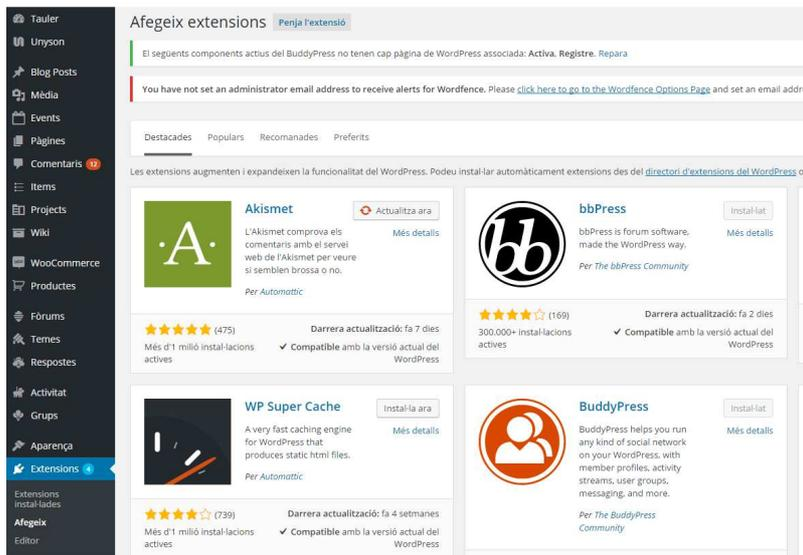 Tauler
Unyson
Blog Posts
Mèdia
Events
Pàgines
Comentaris 12
Items
Projects
Wiki
WooCommerce
Productes
Fòrums
Temes
Respostes
Activitat
Grups
Aparença
Extensions 4
Extensions
instal·lades
Afegeix
Editor
Afegeix extensions Penja l'extensió
El següents components actius del BuddyPress no tenen cap pàgina de WordPress associada: Activa, Registre. Repara
You have not set an administrator email address to receive alerts for Wordfence. Please click here to go to the Wordfence Options Page and set an email addr
Destacades Populars Recomanades Preferits
Les extensions augmenten i expandeixen la funcionalitat del WordPress. Podeu instal·lar automàticament extensions des del directori d'extensions del WordPress o
·A·
Akismet
Actualitza ara
Més detalls
L'Akismet comprova els
comentaris amb el servei
web de l'Akismet per veure
si semblen brossa o no.
Per Automattic
(475)
Més d'1 milió instal·lacions
actives
Darrera actualització: fa 7 dies
✔ Compatible amb la versió actual del
WordPress
bb
bbPress
Instal·lat
Més detalls
bbPress is forum software,
made the WordPress way.
Per The bbPress Community
(169)
300.000+ instal·lacions
actives
Darrera actualització: fa 2 dies
✔ Compatible amb la versió actual del
WordPress
WP Super Cache
Instal·la ara
Més detalls
A very fast caching engine
for WordPress that
produces static html files.
Per Automattic
(739)
Més d'1 milió instal·lacions
actives
Darrera actualització: fa 4 setmanes
✔ Compatible amb la versió actual del
WordPress
BuddyPress
Instal·lat
Més detalls
BuddyPress helps you run
any kind of social network
on your WordPress, with
member profiles, activity
streams, user groups,
messaging, and more.
Per The BuddyPress
Community